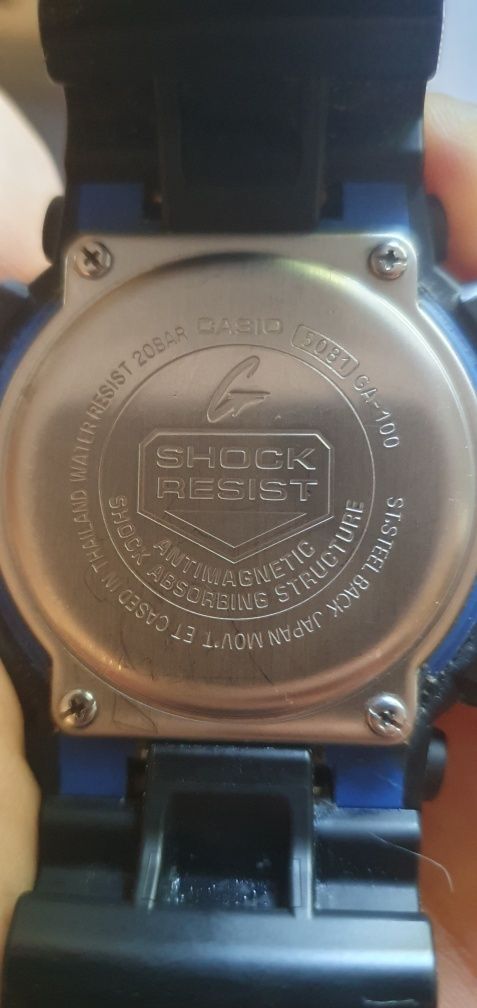 CASIO 5081 GA-100
ST.STEEL BACK JAPAN MOV'T ET CASED IN THAILAND WATER RESIST 20BAR
G
SHOCK
RESIST
ANTIMAGNETIC
SHOCK ABSORBING STRUCTURE